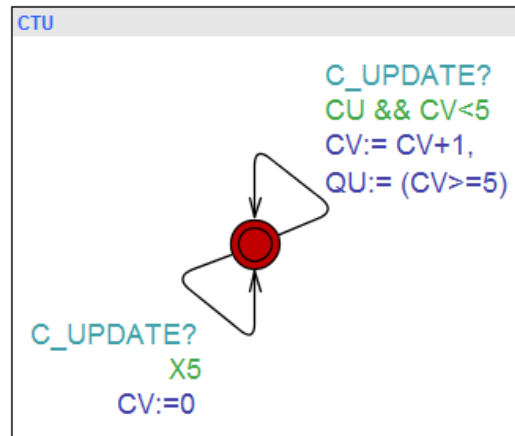 CTU
C_UPDATE?
CU && CV<5
CV:= CV+1,
QU:= (CV>=5)
C_UPDATE?
X5
CV:=0